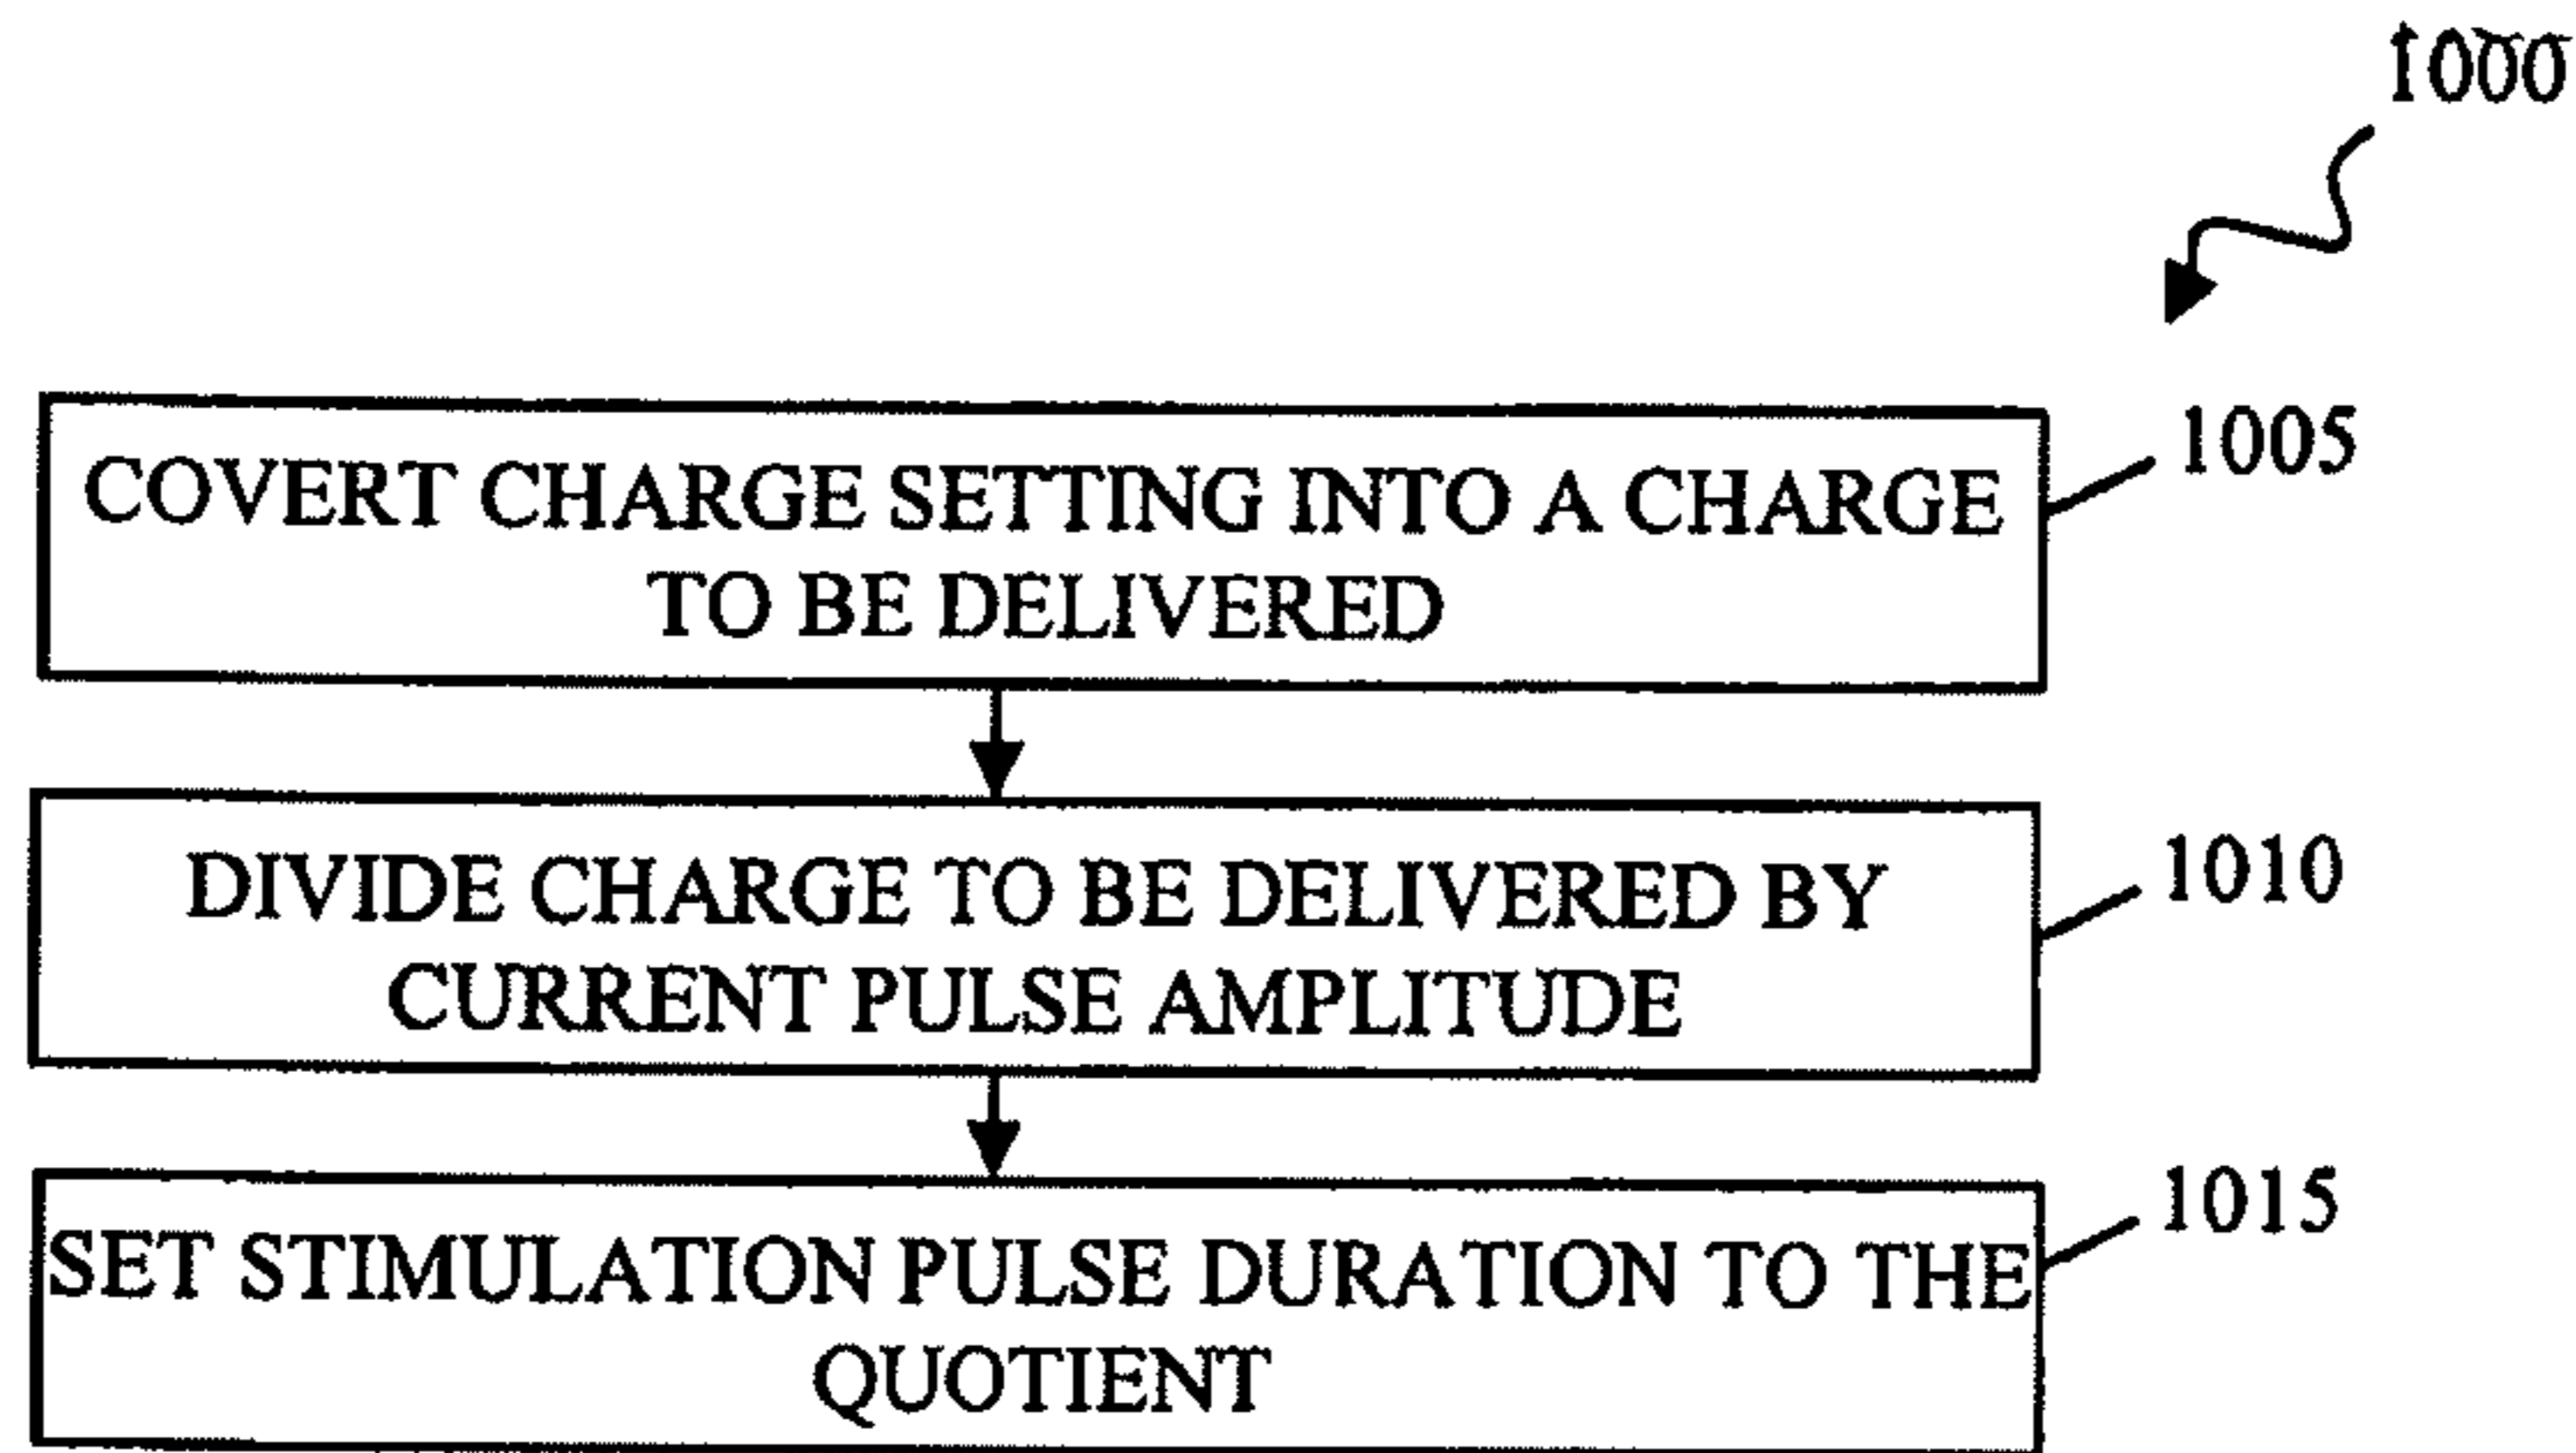 1000
COVERT CHARGE SETTING INTO A CHARGE
TO BE DELIVERED
1005
DIVIDE CHARGE TO BE DELIVERED BY
CURRENT PULSE AMPLITUDE
1010
SET STIMULATION PULSE DURATION TO THE
QUOTIENT
1015